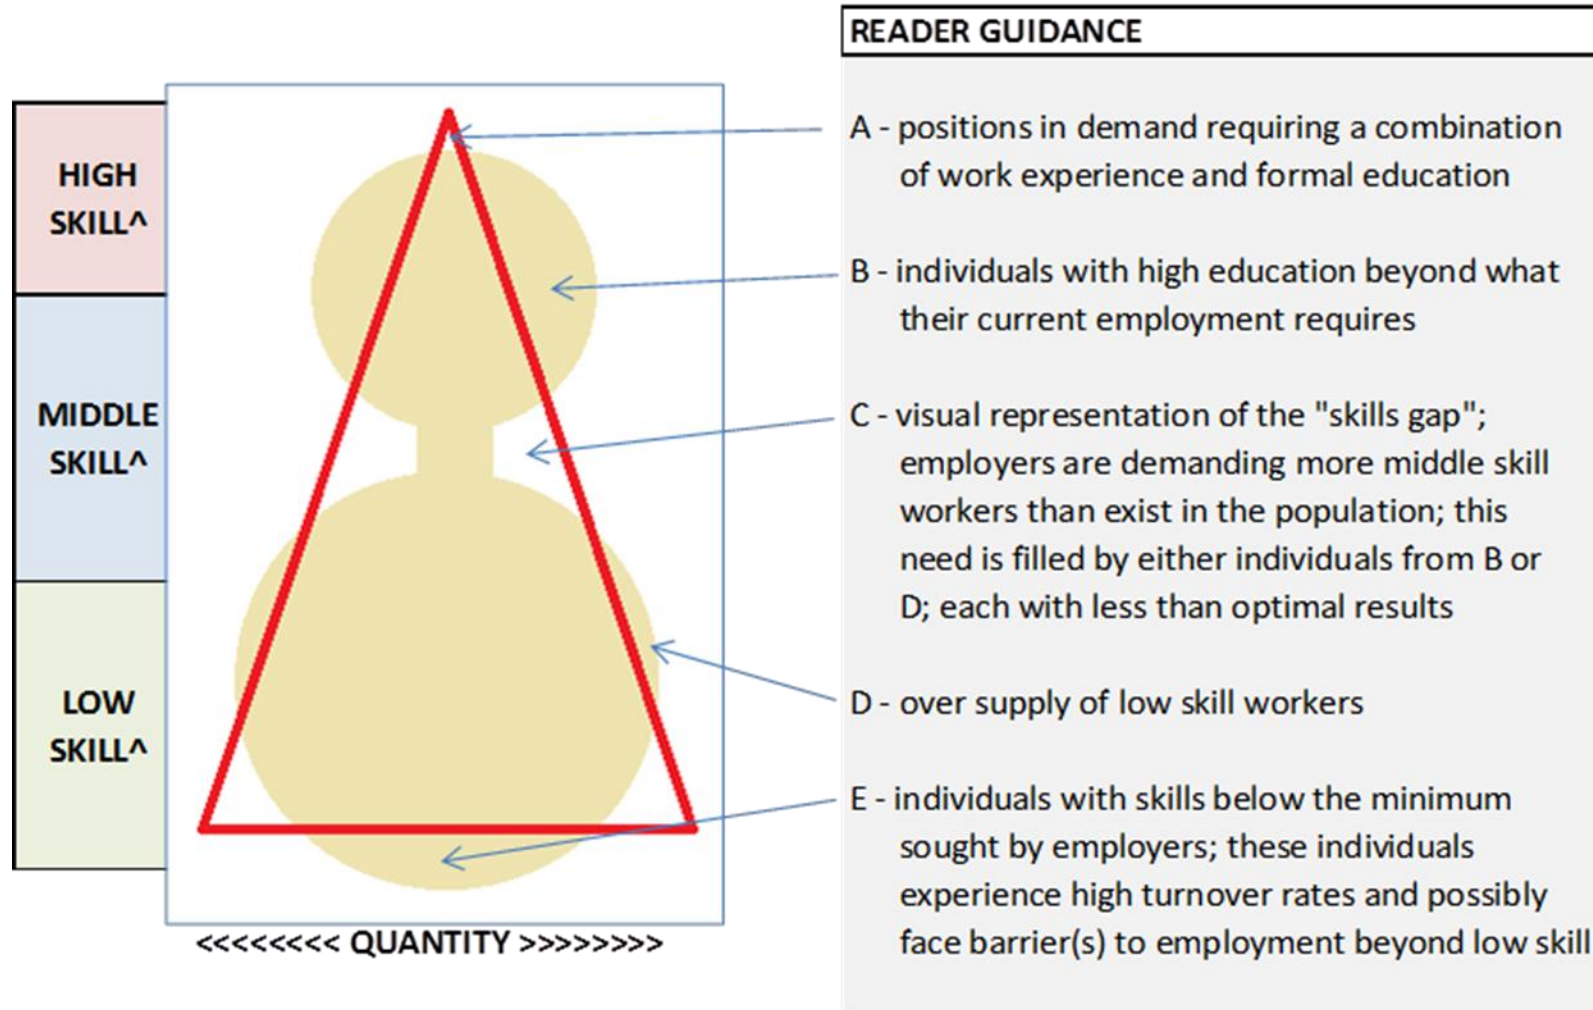 READER GUIDANCE
HIGH
SKILL^
MIDDLE
SKILL^
LOW
SKILL^
<<<<<<<< QUANTITY >>>>>>>>
A - positions in demand requiring a combination
of work experience and formal education
B - individuals with high education beyond what
their current employment requires
C - visual representation of the "skills gap";
employers are demanding more middle skill
workers than exist in the population; this
need is filled by either individuals from B or
D; each with less than optimal results
D - over supply of low skill workers
E - individuals with skills below the minimum
sought by employers; these individuals
experience high turnover rates and possibly
face barrier(s) to employment beyond low skill